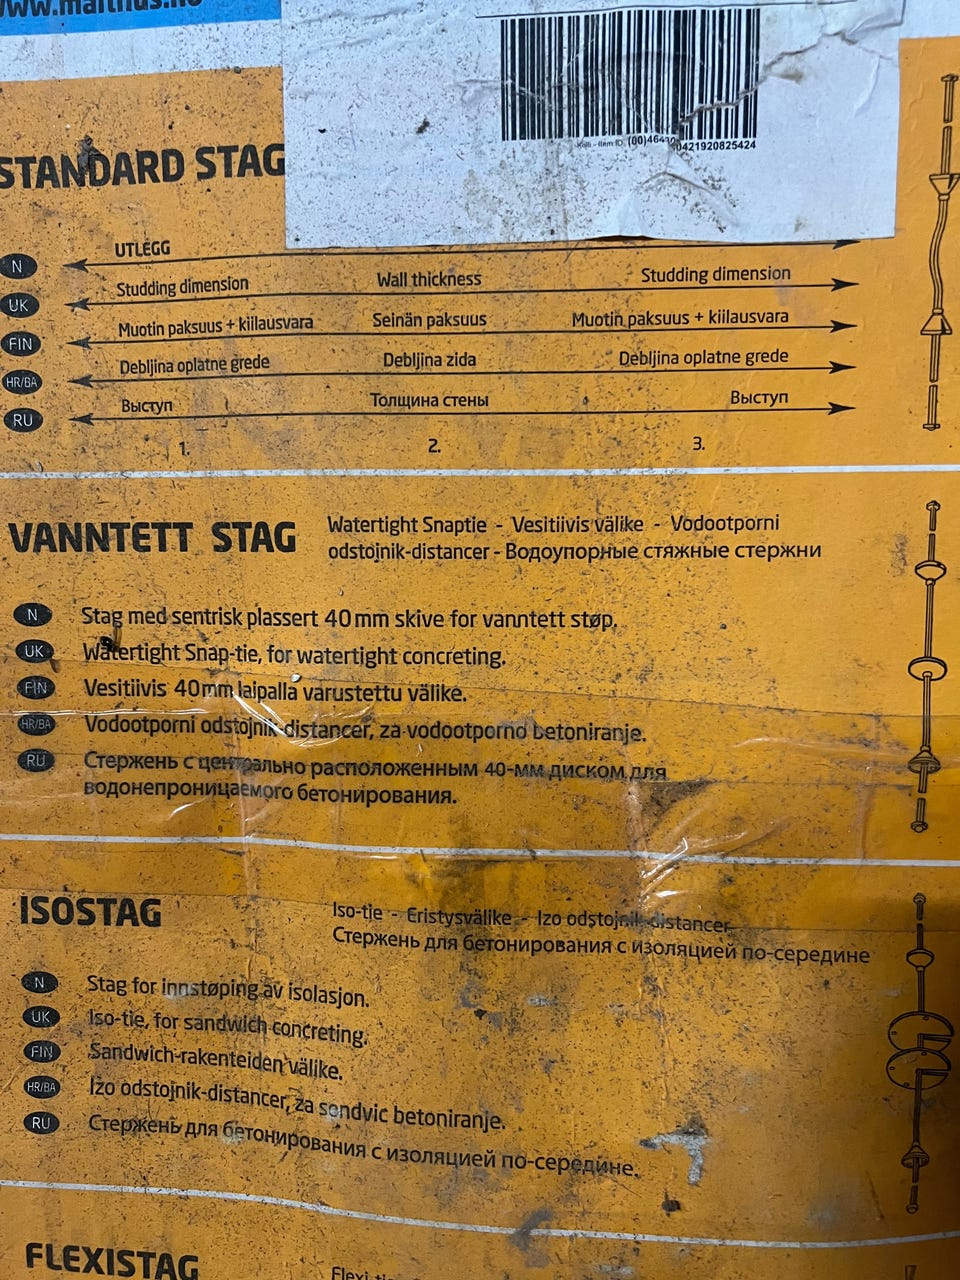 www.malthus.no
Kolli - Item ID:
STANDARD STAG
N UTLEGG
UK Studding dimension Wall thickness Studding dimension
FIN Muotin paksuus + kiilausvara Seinän paksuus Muotin paksuus + kiilausvara
HR/BA Debljina oplatne grede Debljina zida Debljina oplatne grede
RU Выступ Толщина стены Выступ
1. 2. 3.
VANNTETT STAG
Watertight Snaptie - Vesitiivis välike - Vodootporni
odstojnik-distancer - Водоупорные стяжные стержни
N Stag med sentrisk plassert 40 mm skive for vanntett støp.
UK Watertight Snap-tie, for watertight concreting.
FIN Vesitiivis 40 mm laipalla varustettu välike.
HR/BA Vodootporni odstojnik-distancer, za vodootporno betoniranje.
RU Стержень с центрально расположенным 40-мм диском для
водонепроницаемого бетонирования.
ISOSTAG
Iso-tie - Eristysvälike - Izo odstojnik-distancer
Стержень для бетонирования с изоляцией по-середине
N Stag for innstøping av isolasjon.
UK Iso-tie, for sandwich concreting.
FIN Sandwich-rakenteiden välike.
HR/BA Izo odstojnik-distancer, za sendvic betoniranje.
RU Стержень для бетонирования с изоляцией по-середине.
FLEXISTAG